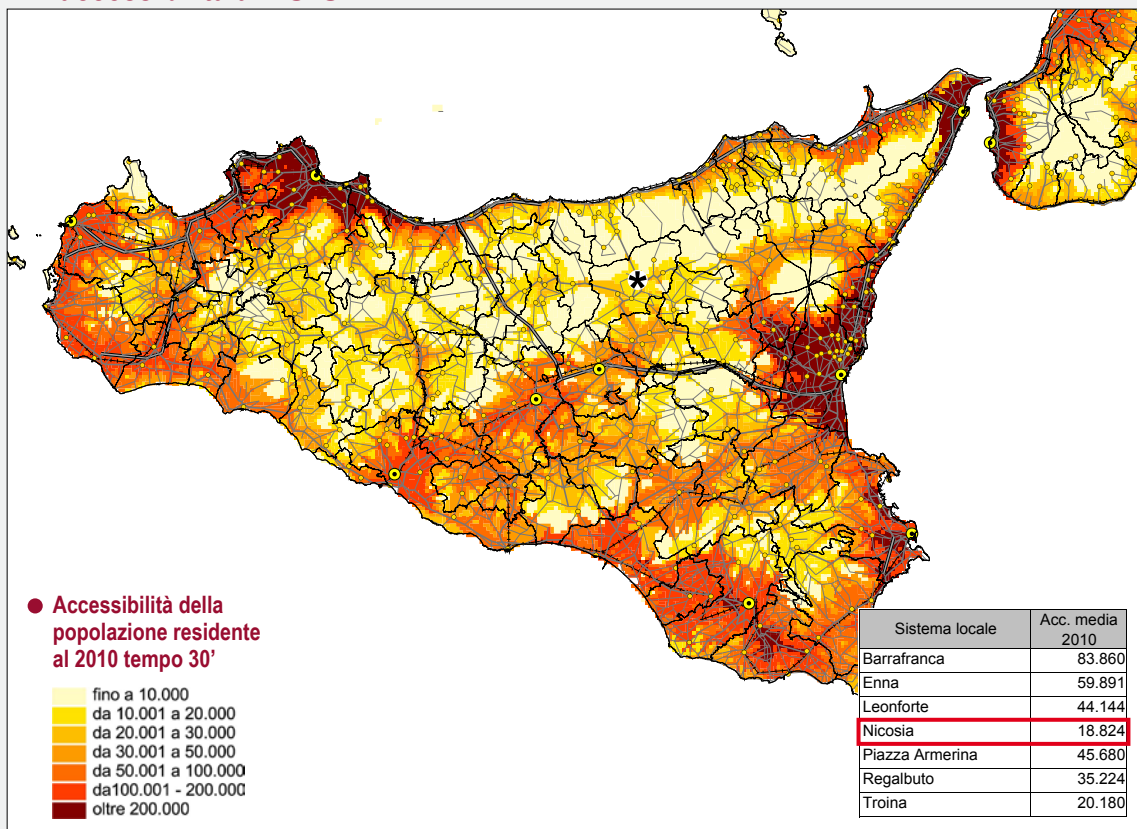 ● Accessibilità della
popolazione residente
al 2010 tempo 30'
fino a 10.000
da 10.001 a 20.000
da 20.001 a 30.000
da 30.001 a 50.000
da 50.001 a 100.000
da100.001 - 200.000
oltre 200.000
*
Sistema locale Acc. media 2010
Barrafranca 83.860
Enna 59.891
Leonforte 44.144
Nicosia 18.824
Piazza Armerina 45.680
Regalbuto 35.224
Troina 20.180